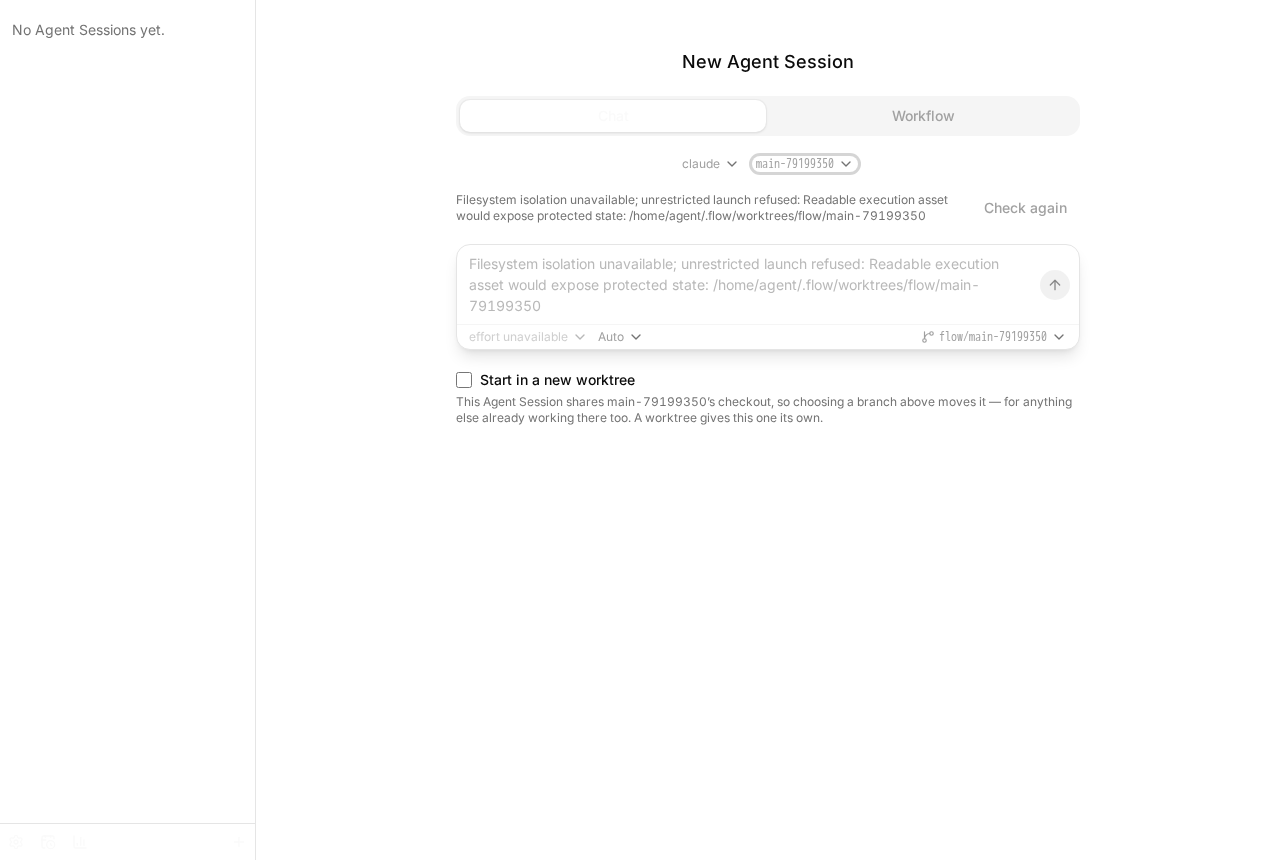 No Agent Sessions yet.
New Agent Session
Chat
Workflow
claude
main-79199350
Filesystem isolation unavailable; unrestricted launch refused: Readable execution asset
would expose protected state: /home/agent/.flow/worktrees/flow/main-79199350
Check again
Filesystem isolation unavailable; unrestricted launch refused: Readable execution
asset would expose protected state: /home/agent/.flow/worktrees/flow/main-
79199350
effort unavailable
Auto
flow/main-79199350
Start in a new worktree
This Agent Session shares main-79199350’s checkout, so choosing a branch above moves it — for anything
else already working there too. A worktree gives this one its own.